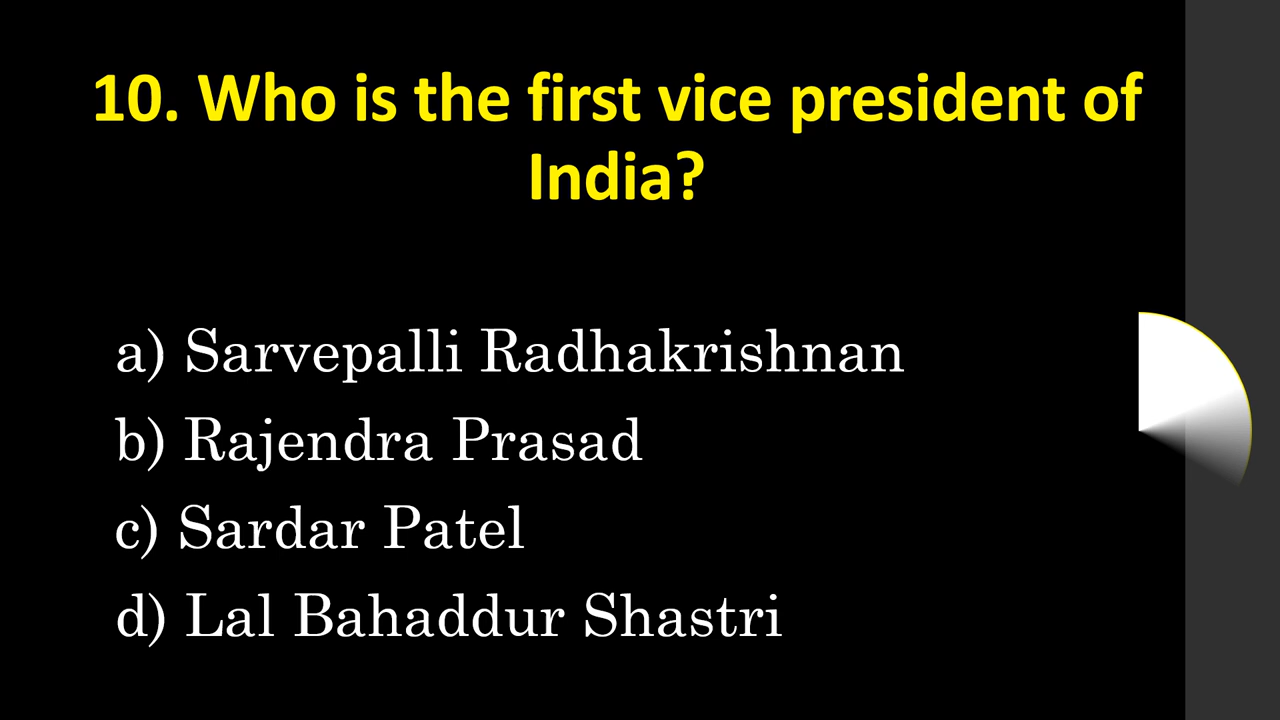 10. Who is the first vice president of
India?
a) Sarvepalli Radhakrishnan
b) Rajendra Prasad
c) Sardar Patel
d) Lal Bahaddur Shastri